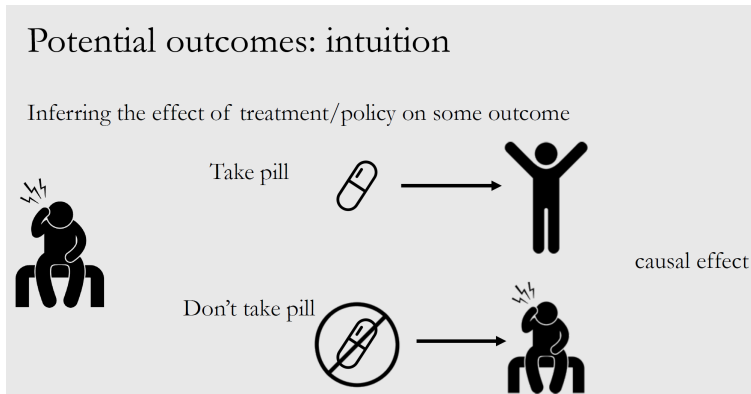 Potential outcomes: intuition
Inferring the effect of treatment/policy on some outcome
Take pill
causal effect
Don’t take pill